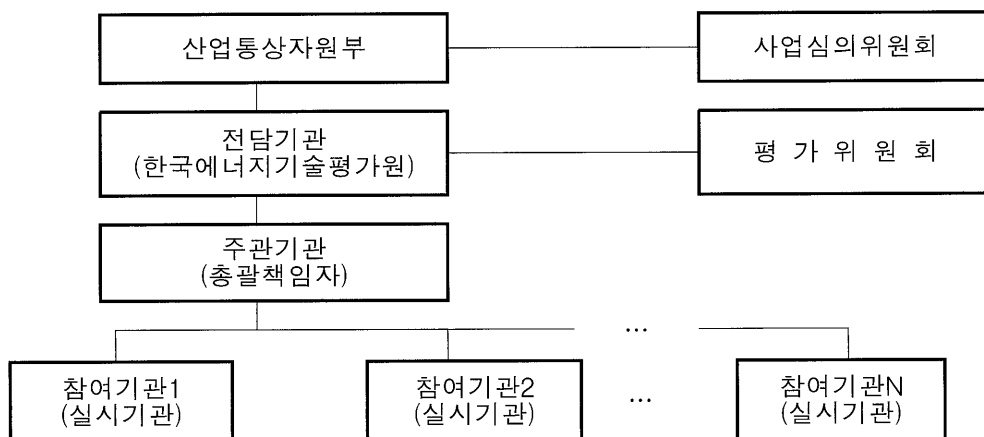 산업통상자원부
사업심의위원회
전담기관
(한국에너지기술평가원)
평 가 위 원 회
주관기관
(총괄책임자)
...
참여기관1
(실시기관)
참여기관2
(실시기관)
...
참여기관N
(실시기관)